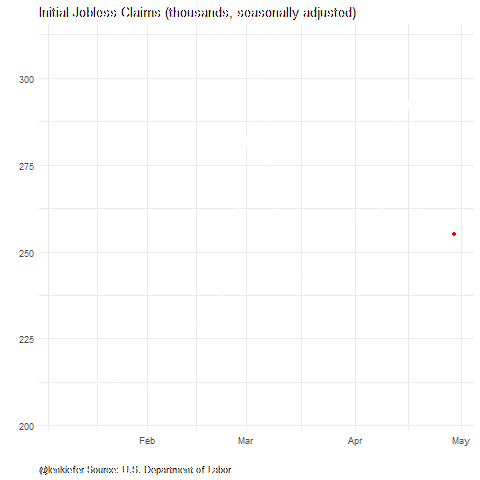 Initial Jobless Claims (thousands, seasonally adjusted)
300
275
250
225
200
Feb Mar Apr May
@lenkiefer Source: U.S. Department of Labor